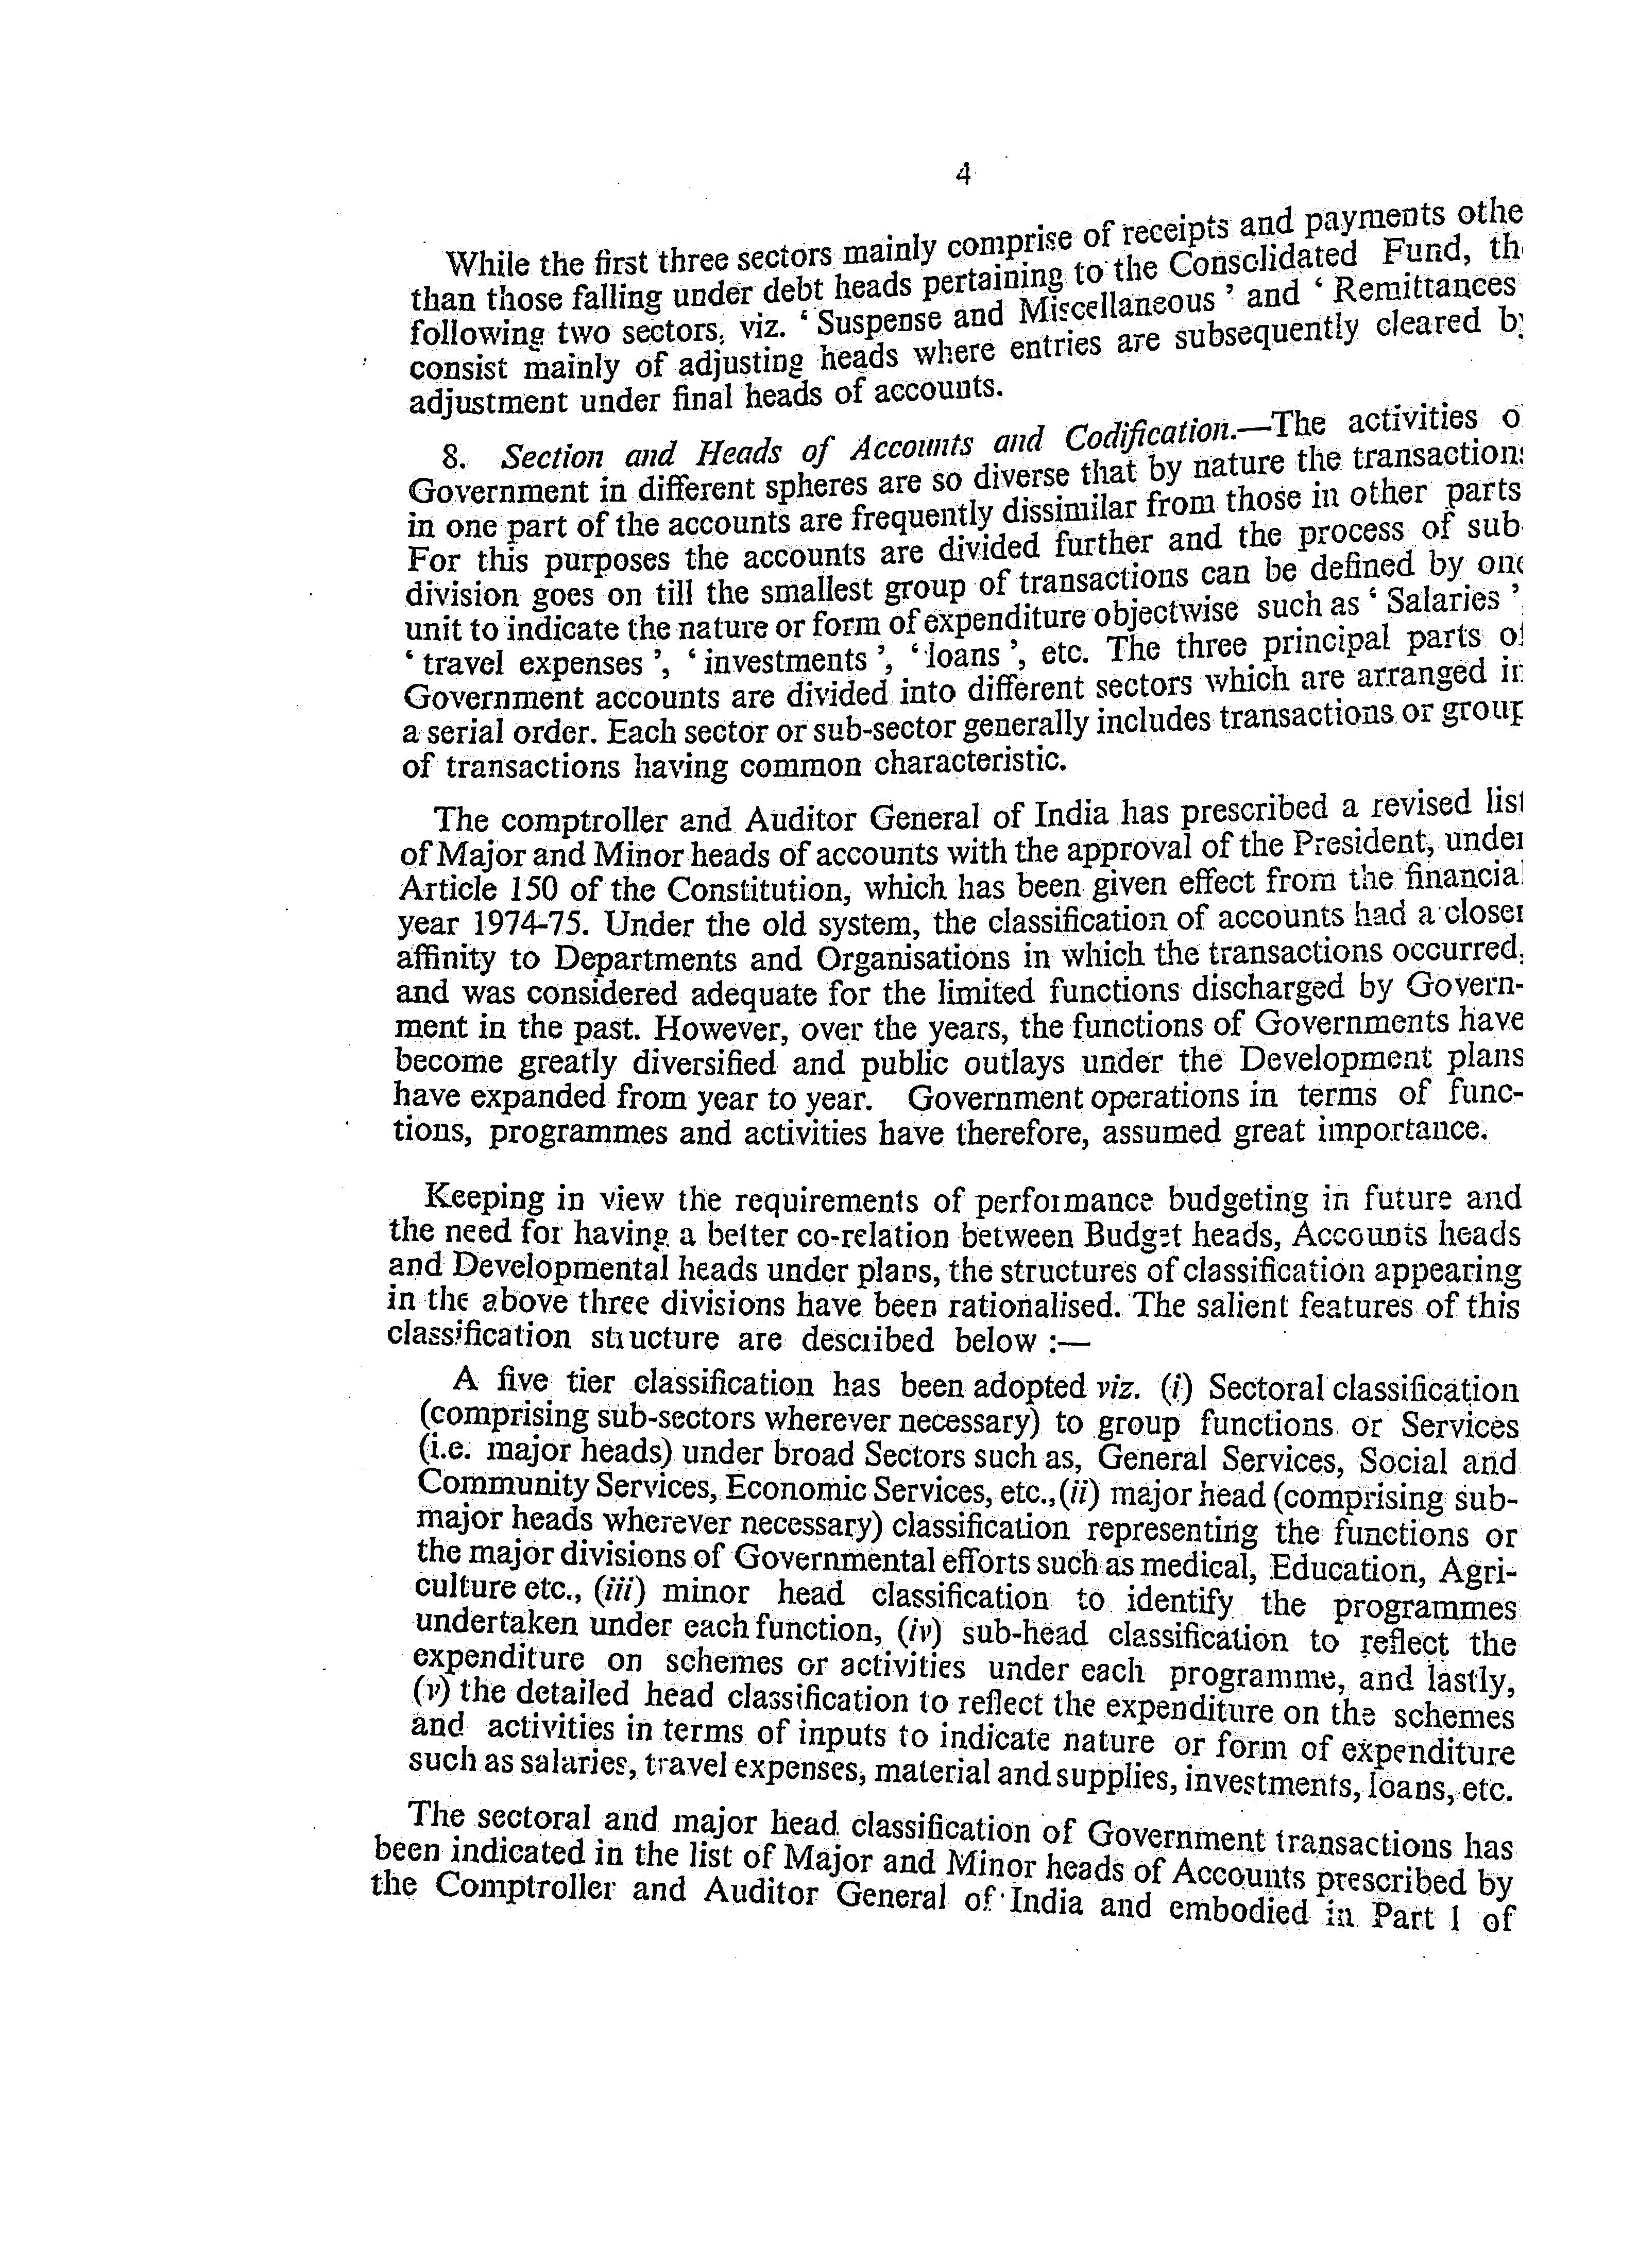 4
While the first three sectors mainly comprise of receipts and payments othe
than those falling under debt heads pertaining to the Consolidated Fund, th
following two sectors, viz. ‘ Suspense and Miscellaneous ’ and ‘ Remittances
consist mainly of adjusting heads where entries are subsequently cleared b
adjustment under final heads of accounts.
8. Section and Heads of Accounts and Codification.—The activities o
Government in different spheres are so diverse that by nature the transactions
in one part of the accounts are frequently dissimilar from those in other parts
For this purposes the accounts are divided further and the process of sub-
division goes on till the smallest group of transactions can be defined by one
unit to indicate the nature or form of expenditure objectwise such as ‘ Salaries ’,
‘ travel expenses ’, ‘ investments ’, ‘ loans ’, etc. The three principal parts of
Government accounts are divided into different sectors which are arranged in
a serial order. Each sector or sub-sector generally includes transactions or group
of transactions having common characteristic.
The comptroller and Auditor General of India has prescribed a revised list
of Major and Minor heads of accounts with the approval of the President, under
Article 150 of the Constitution, which has been given effect from the financial
year 1974-75. Under the old system, the classification of accounts had a closer
affinity to Departments and Organisations in which the transactions occurred,
and was considered adequate for the limited functions discharged by Govern-
ment in the past. However, over the years, the functions of Governments have
become greatly diversified and public outlays under the Development plans
have expanded from year to year. Government operations in terms of func-
tions, programmes and activities have therefore, assumed great importance.
Keeping in view the requirements of performance budgeting in future and
the need for having a better co-relation between Budget heads, Accounts heads
and Developmental heads under plans, the structures of classification appearing
in the above three divisions have been rationalised. The salient features of this
classification structure are described below :—
A five tier classification has been adopted viz. (i) Sectoral classification
(comprising sub-sectors wherever necessary) to group functions or Services
(i.e. major heads) under broad Sectors such as, General Services, Social and
Community Services, Economic Services, etc., (ii) major head (comprising sub-
major heads wherever necessary) classification representing the functions or
the major divisions of Governmental efforts such as medical, Education, Agri-
culture etc., (iii) minor head classification to identify the programmes
undertaken under each function, (iv) sub-head classification to reflect the
expenditure on schemes or activities under each programme, and lastly,
(v) the detailed head classification to reflect the expenditure on the schemes
and activities in terms of inputs to indicate nature or form of expenditure
such as salaries, travel expenses, material and supplies, investments, loans, etc.
The sectoral and major head classification of Government transactions has
been indicated in the list of Major and Minor heads of Accounts prescribed by
the Comptroller and Auditor General of India and embodied in Part 1 of